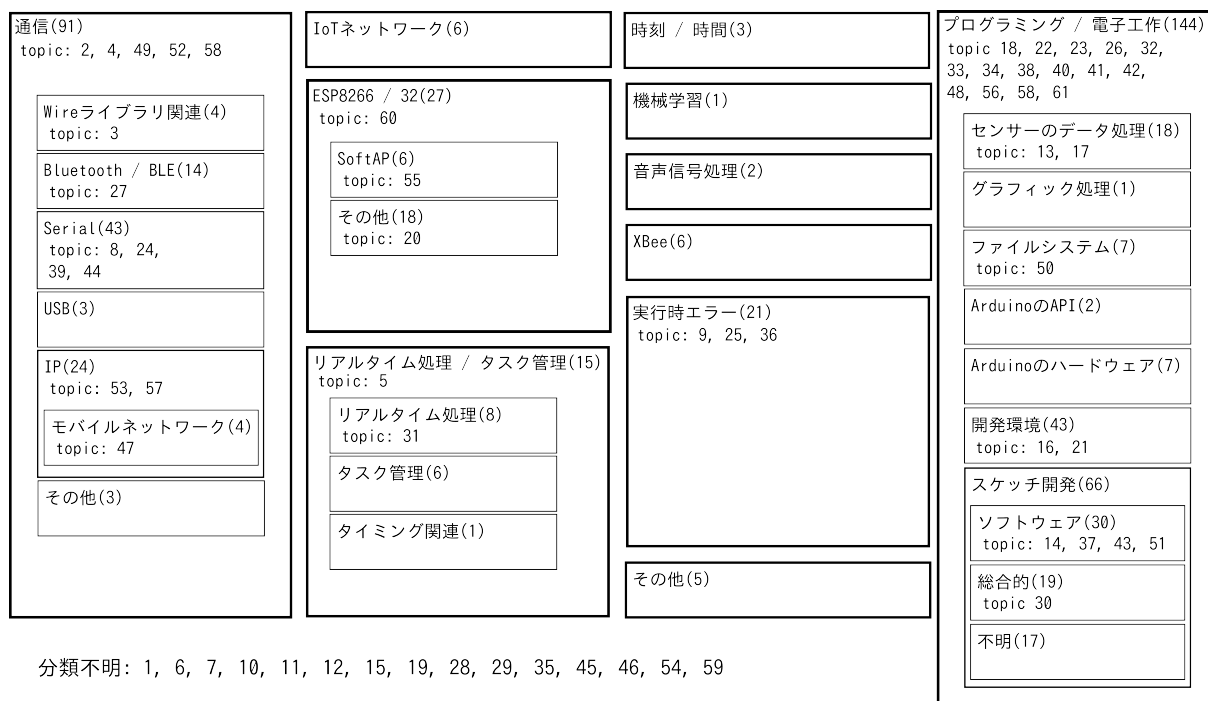 通信(91)
topic: 2, 4, 49, 52, 58
Wireライブラリ関連(4)
topic: 3
Bluetooth / BLE(14)
topic: 27
Serial(43)
topic: 8, 24,
39, 44
USB(3)
IP(24)
topic: 53, 57
モバイルネットワーク(4)
topic: 47
その他(3)
IoTネットワーク(6)
ESP8266 / 32(27)
topic: 60
SoftAP(6)
topic: 55
その他(18)
topic: 20
リアルタイム処理 / タスク管理(15)
topic: 5
リアルタイム処理(8)
topic: 31
タスク管理(6)
タイミング関連(1)
時刻 / 時間(3)
機械学習(1)
音声信号処理(2)
XBee(6)
実行時エラー(21)
topic: 9, 25, 36
その他(5)
プログラミング / 電子工作(144)
topic 18, 22, 23, 26, 32,
33, 34, 38, 40, 41, 42,
48, 56, 58, 61
センサーのデータ処理(18)
topic: 13, 17
グラフィック処理(1)
ファイルシステム(7)
topic: 50
ArduinoのAPI(2)
Arduinoのハードウェア(7)
開発環境(43)
topic: 16, 21
スケッチ開発(66)
ソフトウェア(30)
topic: 14, 37, 43, 51
総合的(19)
topic 30
不明(17)
分類不明: 1, 6, 7, 10, 11, 12, 15, 19, 28, 29, 35, 45, 46, 54, 59